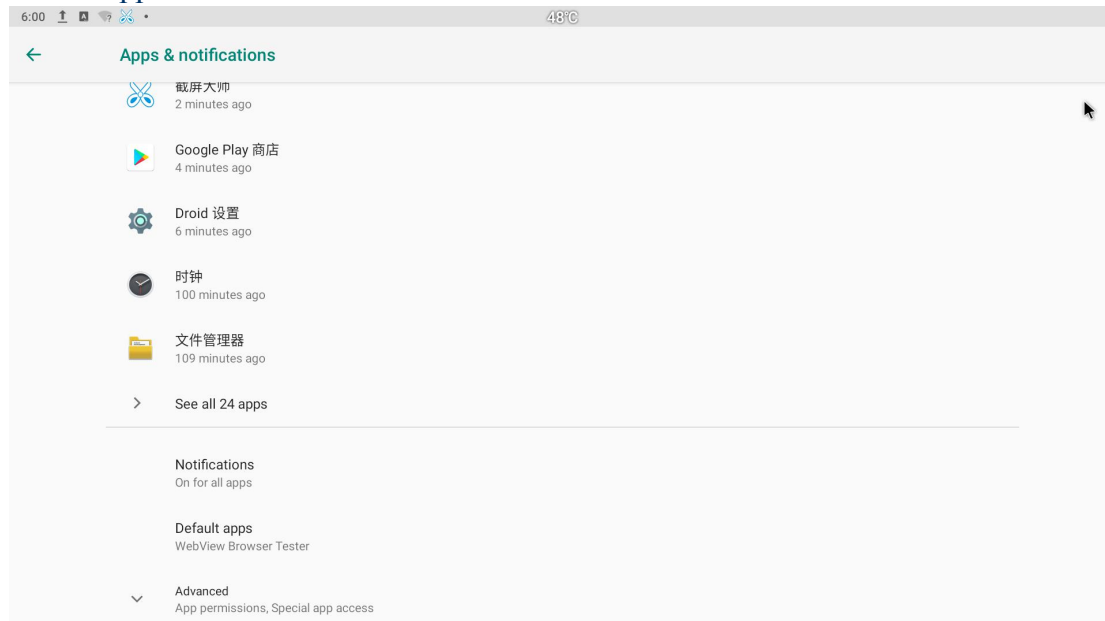 6:00
48°C
Apps & notifications
截屏大师
2 minutes ago
Google Play 商店
4 minutes ago
Droid 设置
6 minutes ago
时钟
100 minutes ago
文件管理器
109 minutes ago
See all 24 apps
Notifications
On for all apps
Default apps
WebView Browser Tester
Advanced
App permissions, Special app access